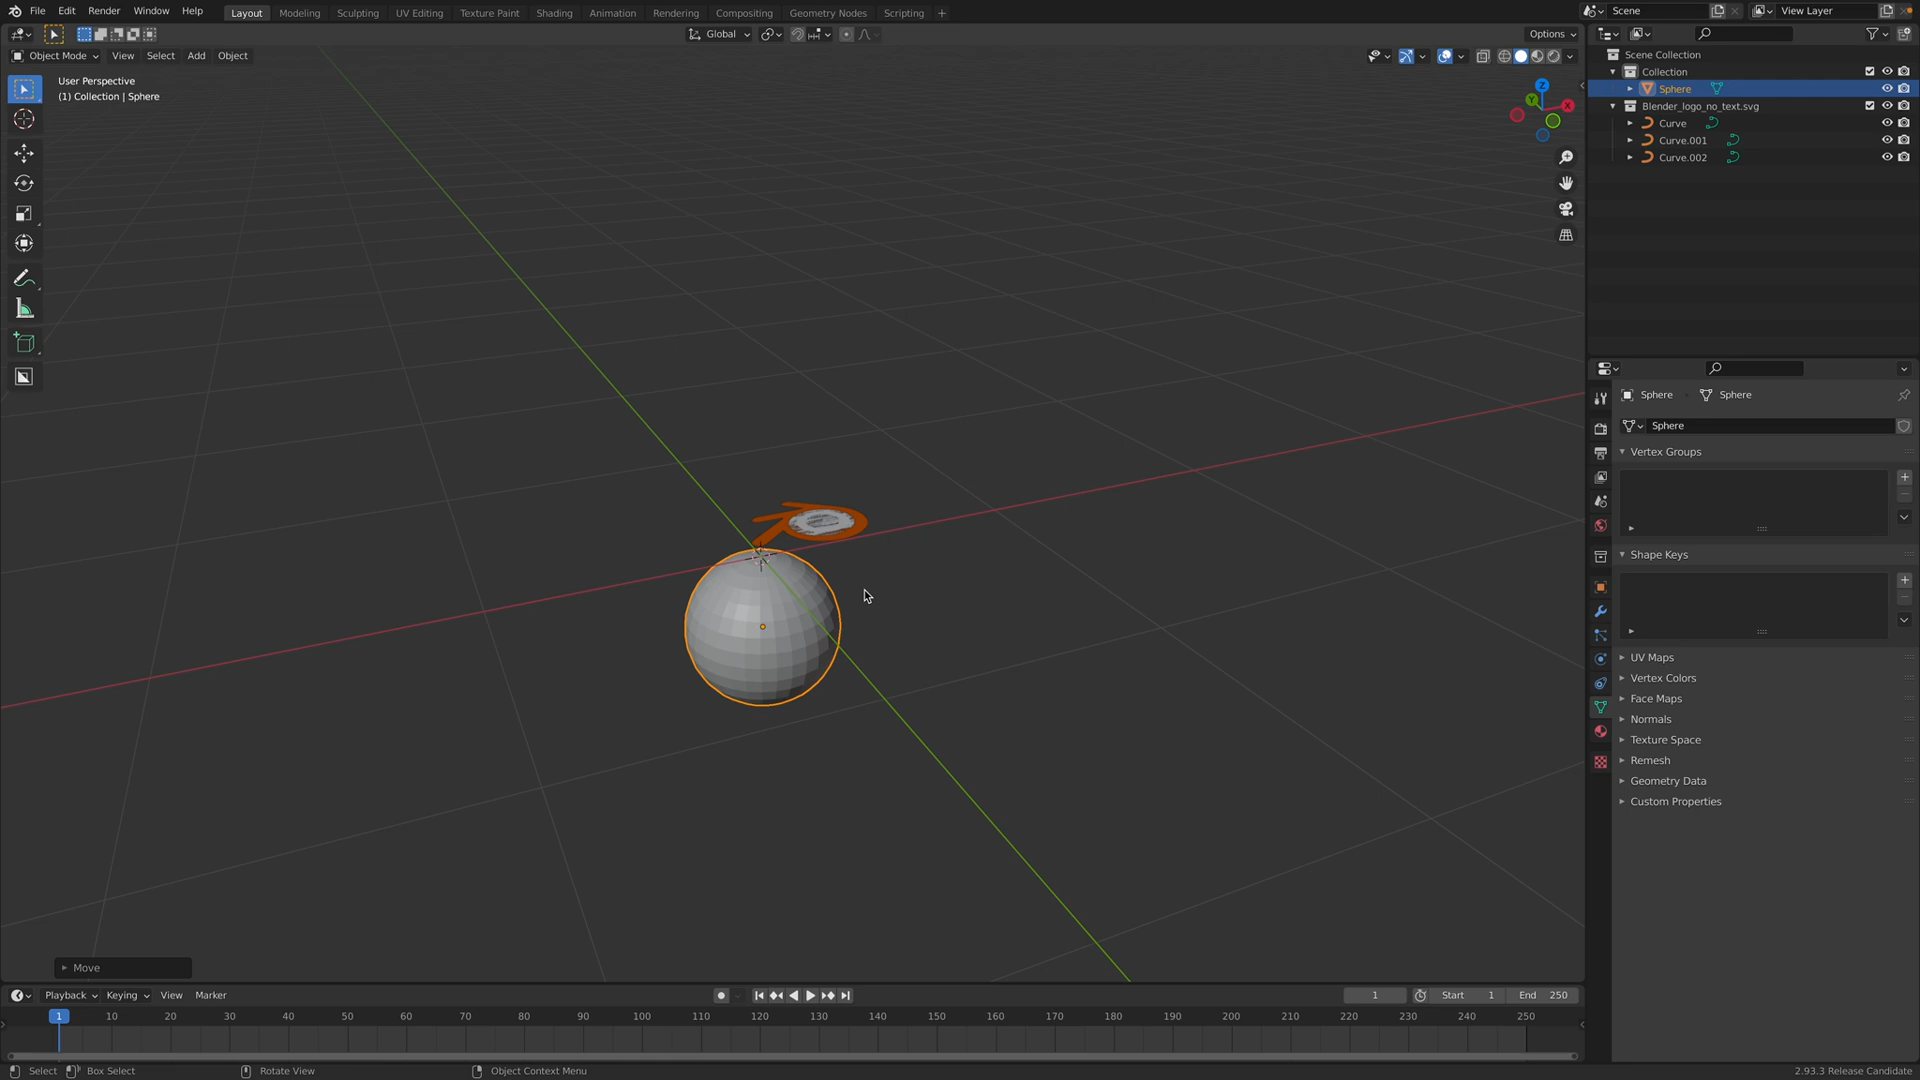 File Edit Render Window Help Layout Modeling Sculpting UV Editing Texture Paint Shading Animation Rendering Compositing Geometry Nodes Scripting + Scene View Layer
Global Options
Object Mode View Select Add Object
User Perspective
(1) Collection | Sphere
Z
Y
X
Scene Collection
Collection
Sphere
Blender_logo_no_text.svg
Curve
Curve.001
Curve.002
Sphere Sphere
Sphere
Vertex Groups
Shape Keys
UV Maps
Vertex Colors
Face Maps
Normals
Texture Space
Remesh
Geometry Data
Custom Properties
Move
Playback Keying View Marker 1 Start 1 End 250
1 10 20 30 40 50 60 70 80 90 100 110 120 130 140 150 160 170 180 190 200 210 220 230 240 250
Select Box Select Rotate View Object Context Menu 2.93.3 Release Candidate